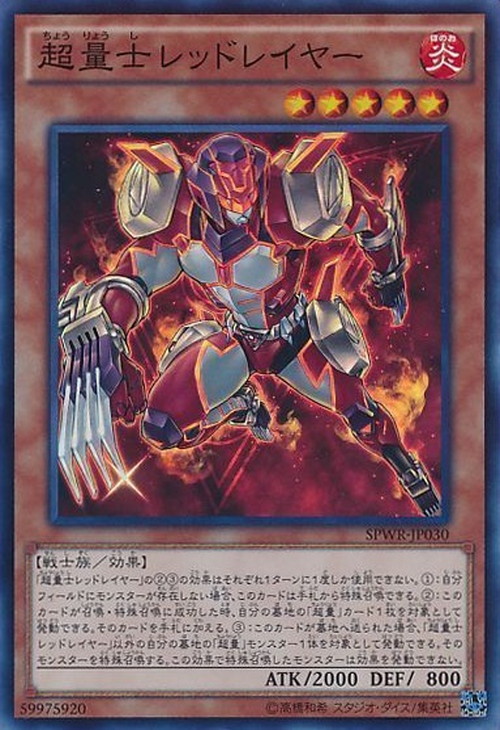 ちょう りょう し
超量士レッドレイヤー
ほのお
炎
SPWR-JP030
【戦士族／効果】
「超量士レッドレイヤー」の②③の効果はそれぞれ1ターンに1度しか使用できない。①：自分
フィールドにモンスターが存在しない場合、このカードは手札から特殊召喚できる。②：この
カードが召喚・特殊召喚に成功した時、自分の墓地の「超量」カード1枚を対象として
発動できる。そのカードを手札に加える。③：このカードが墓地へ送られた場合、「超量士
レッドレイヤー」以外の自分の墓地の「超量」モンスター1体を対象として発動できる。その
モンスターを特殊召喚する。この効果で特殊召喚したモンスターは効果を発動できない。
ATK/2000 DEF/ 800
59975920
©高橋和希 スタジオ・ダイス/集英社